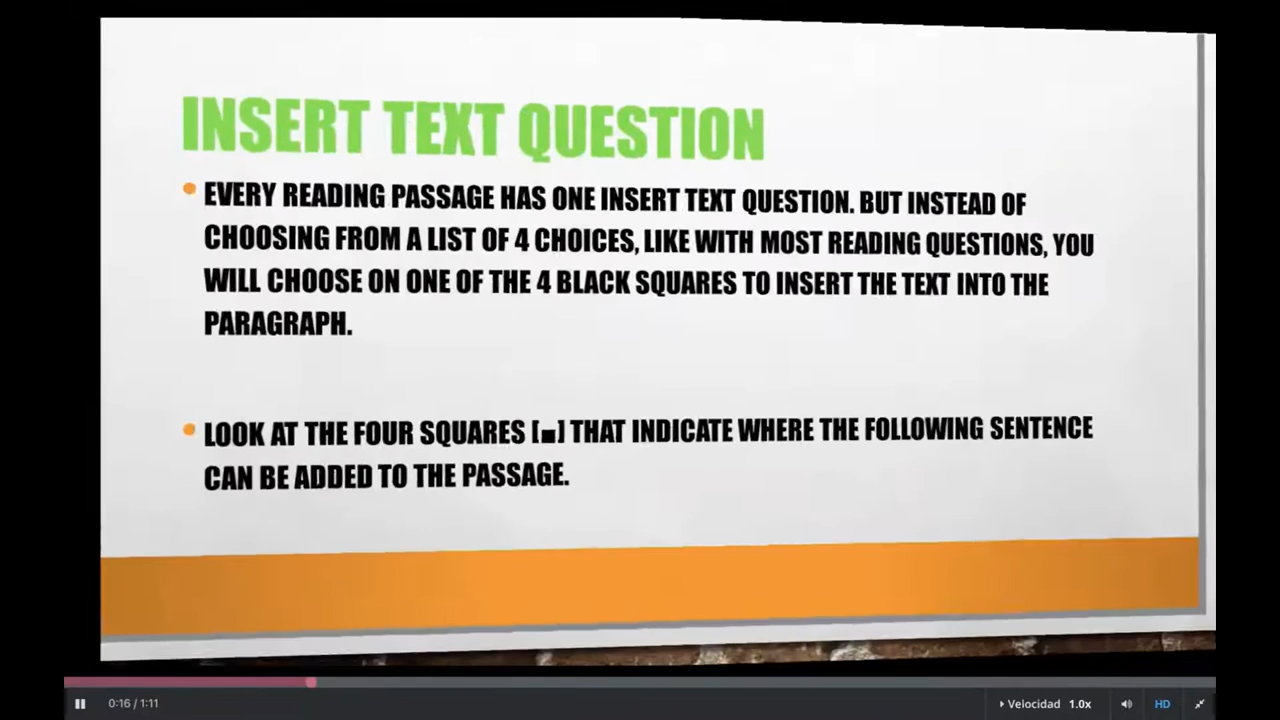 INSERT TEXT QUESTION
EVERY READING PASSAGE HAS ONE INSERT TEXT QUESTION. BUT INSTEAD OF
CHOOSING FROM A LIST OF 4 CHOICES, LIKE WITH MOST READING QUESTIONS, YOU
WILL CHOOSE ON ONE OF THE 4 BLACK SQUARES TO INSERT THE TEXT INTO THE
PARAGRAPH.
LOOK AT THE FOUR SQUARES [■] THAT INDICATE WHERE THE FOLLOWING SENTENCE
CAN BE ADDED TO THE PASSAGE.
0:16 / 1:11
Velocidad 1.0x
HD